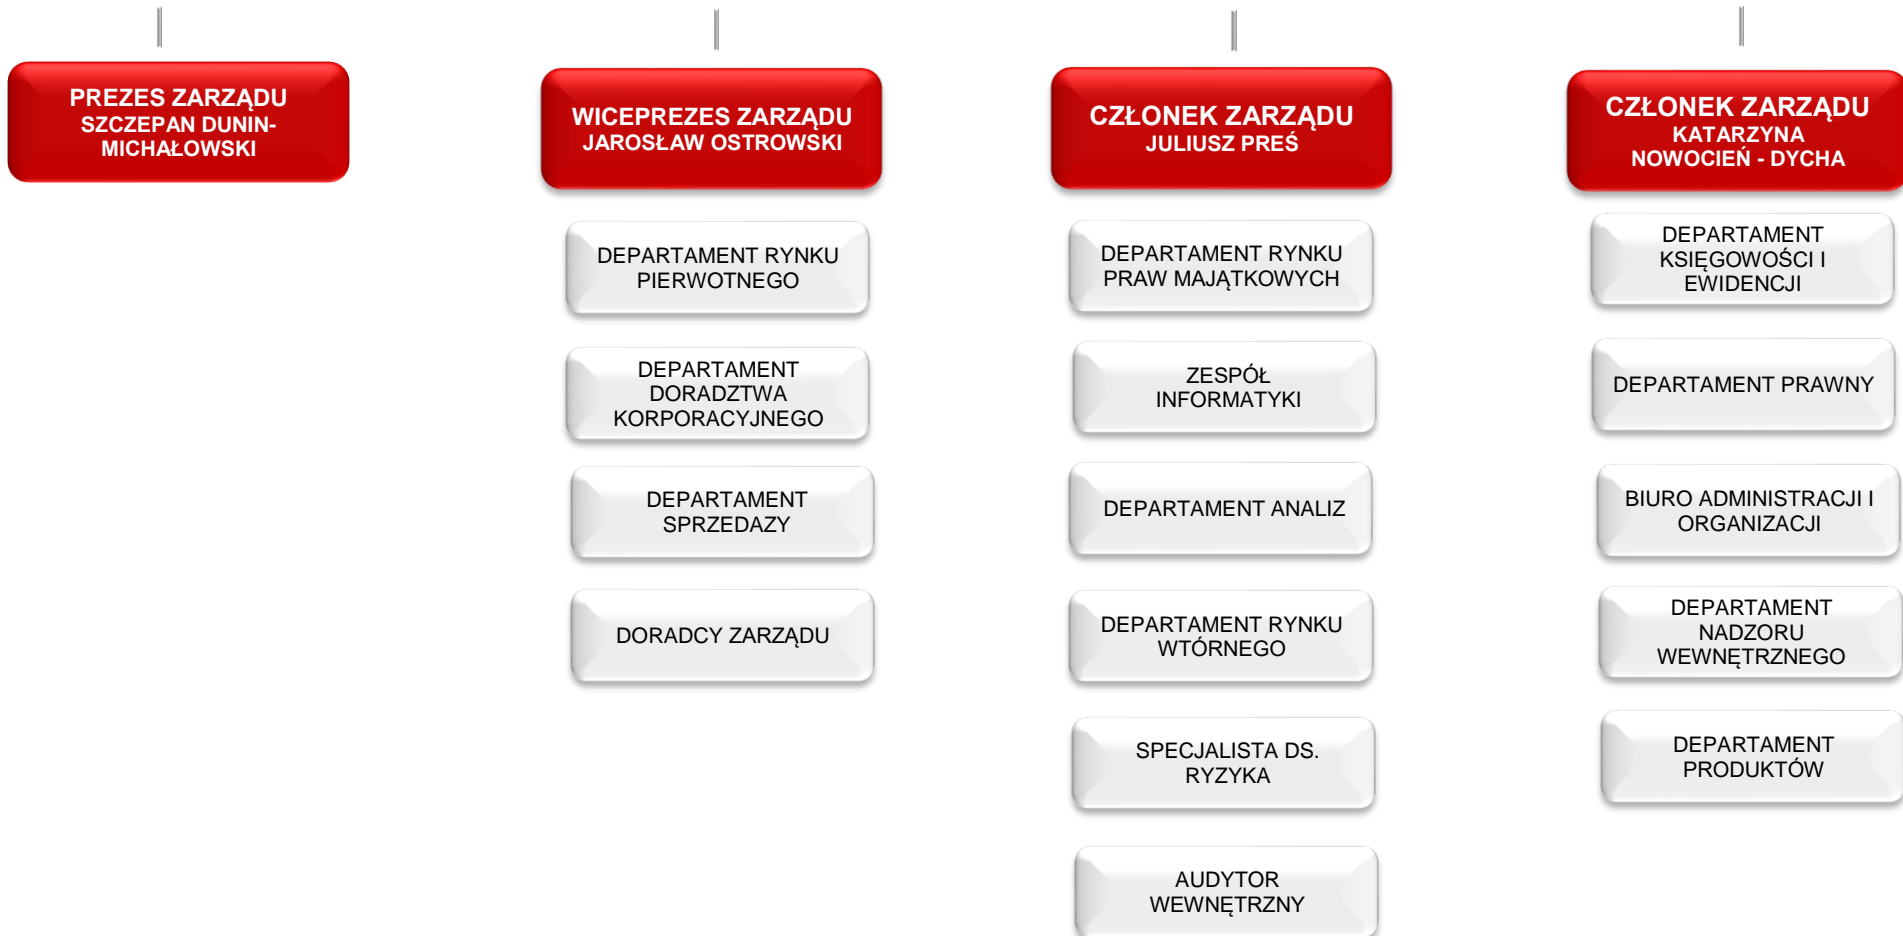 PREZES ZARZĄDU
SZCZEPAN DUNIN-
MICHAŁOWSKI
WICEPREZES ZARZĄDU
JAROSŁAW OSTROWSKI
DEPARTAMENT RYNKU
PIERWOTNEGO
DEPARTAMENT
DORADZTWA
KORPORACYJNEGO
DEPARTAMENT
SPRZEDAZY
DORADCY ZARZĄDU
CZŁONEK ZARZĄDU
JULIUSZ PREŚ
DEPARTAMENT RYNKU
PRAW MAJĄTKOWYCH
ZESPÓŁ
INFORMATYKI
DEPARTAMENT ANALIZ
DEPARTAMENT RYNKU
WTÓRNEGO
SPECJALISTA DS.
RYZYKA
AUDYTOR
WEWNĘTRZNY
CZŁONEK ZARZĄDU
KATARZYNA
NOWOCIEŃ - DYCHA
DEPARTAMENT
KSIĘGOWOŚCI I
EWIDENCJI
DEPARTAMENT PRAWNY
BIURO ADMINISTRACJI I
ORGANIZACJI
DEPARTAMENT
NADZORU
WEWNĘTRZNEGO
DEPARTAMENT
PRODUKTÓW